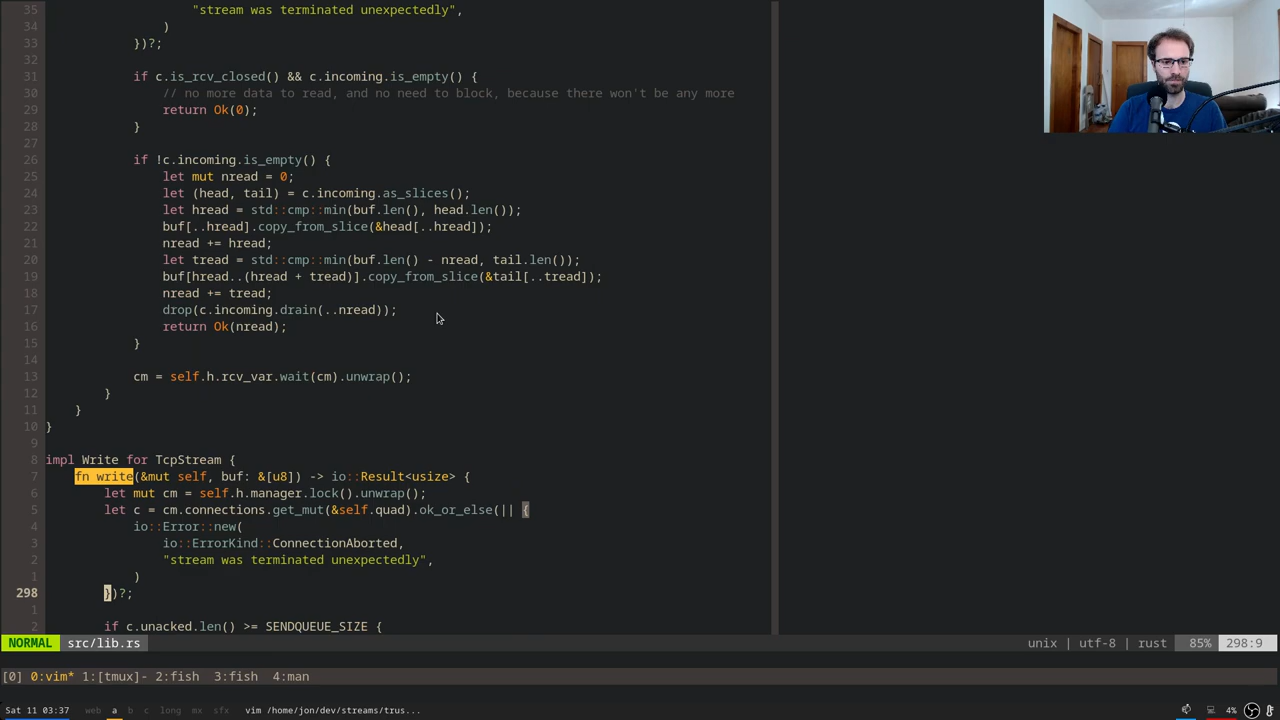 35                     "stream was terminated unexpectedly",
34                 )
33             })?;
32
31             if c.is_rcv_closed() && c.incoming.is_empty() {
30                 // no more data to read, and no need to block, because there won't be any more
29                 return Ok(0);
28             }
27
26             if !c.incoming.is_empty() {
25                 let mut nread = 0;
24                 let (head, tail) = c.incoming.as_slices();
23                 let hread = std::cmp::min(buf.len(), head.len());
22                 buf[..hread].copy_from_slice(&head[..hread]);
21                 nread += hread;
20                 let tread = std::cmp::min(buf.len() - nread, tail.len());
19                 buf[hread..(hread + tread)].copy_from_slice(&tail[..tread]);
18                 nread += tread;
17                 drop(c.incoming.drain(..nread));
16                 return Ok(nread);
15             }
14
13             cm = self.h.rcv_var.wait(cm).unwrap();
12         }
11     }
10 }
9
8 impl Write for TcpStream {
7     fn write(&mut self, buf: &[u8]) -> io::Result<usize> {
6         let mut cm = self.h.manager.lock().unwrap();
5         let c = cm.connections.get_mut(&self.quad).ok_or_else(|| {
4             io::Error::new(
3                 io::ErrorKind::ConnectionAborted,
2                 "stream was terminated unexpectedly",
1             )
298         })?;
1
2         if c.unacked.len() >= SENDQUEUE_SIZE {
NORMAL src/lib.rs unix | utf-8 | rust 85% 298:9
[0] 0:vim* 1:[tmux]- 2:fish 3:fish 4:man
Sat 11 03:37 web a b c long mx sfx vim /home/jon/dev/streams/trus... 4%